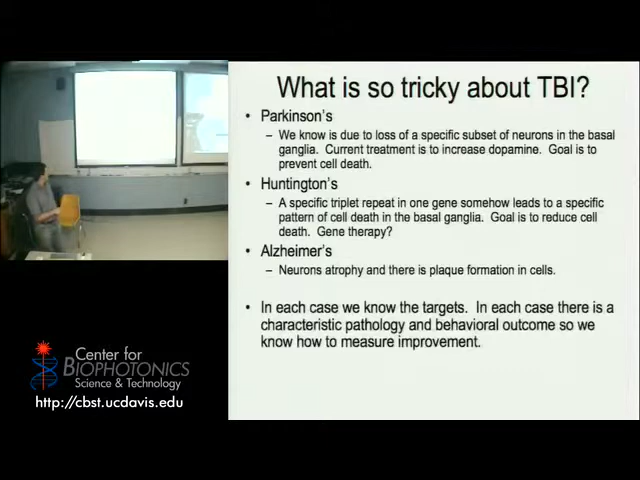 What is so tricky about TBI?
• Parkinson's
– We know is due to loss of a specific subset of neurons in the basal
ganglia. Current treatment is to increase dopamine. Goal is to
prevent cell death.
• Huntington's
– A specific triplet repeat in one gene somehow leads to a specific
pattern of cell death in the basal ganglia. Goal is to reduce cell
death. Gene therapy?
• Alzheimer's
– Neurons atrophy and there is plaque formation in cells.
• In each case we know the targets. In each case there is a
characteristic pathology and behavioral outcome so we
know how to measure improvement.
Center for
BIOPHOTONICS
Science & Technology
http://cbst.ucdavis.edu